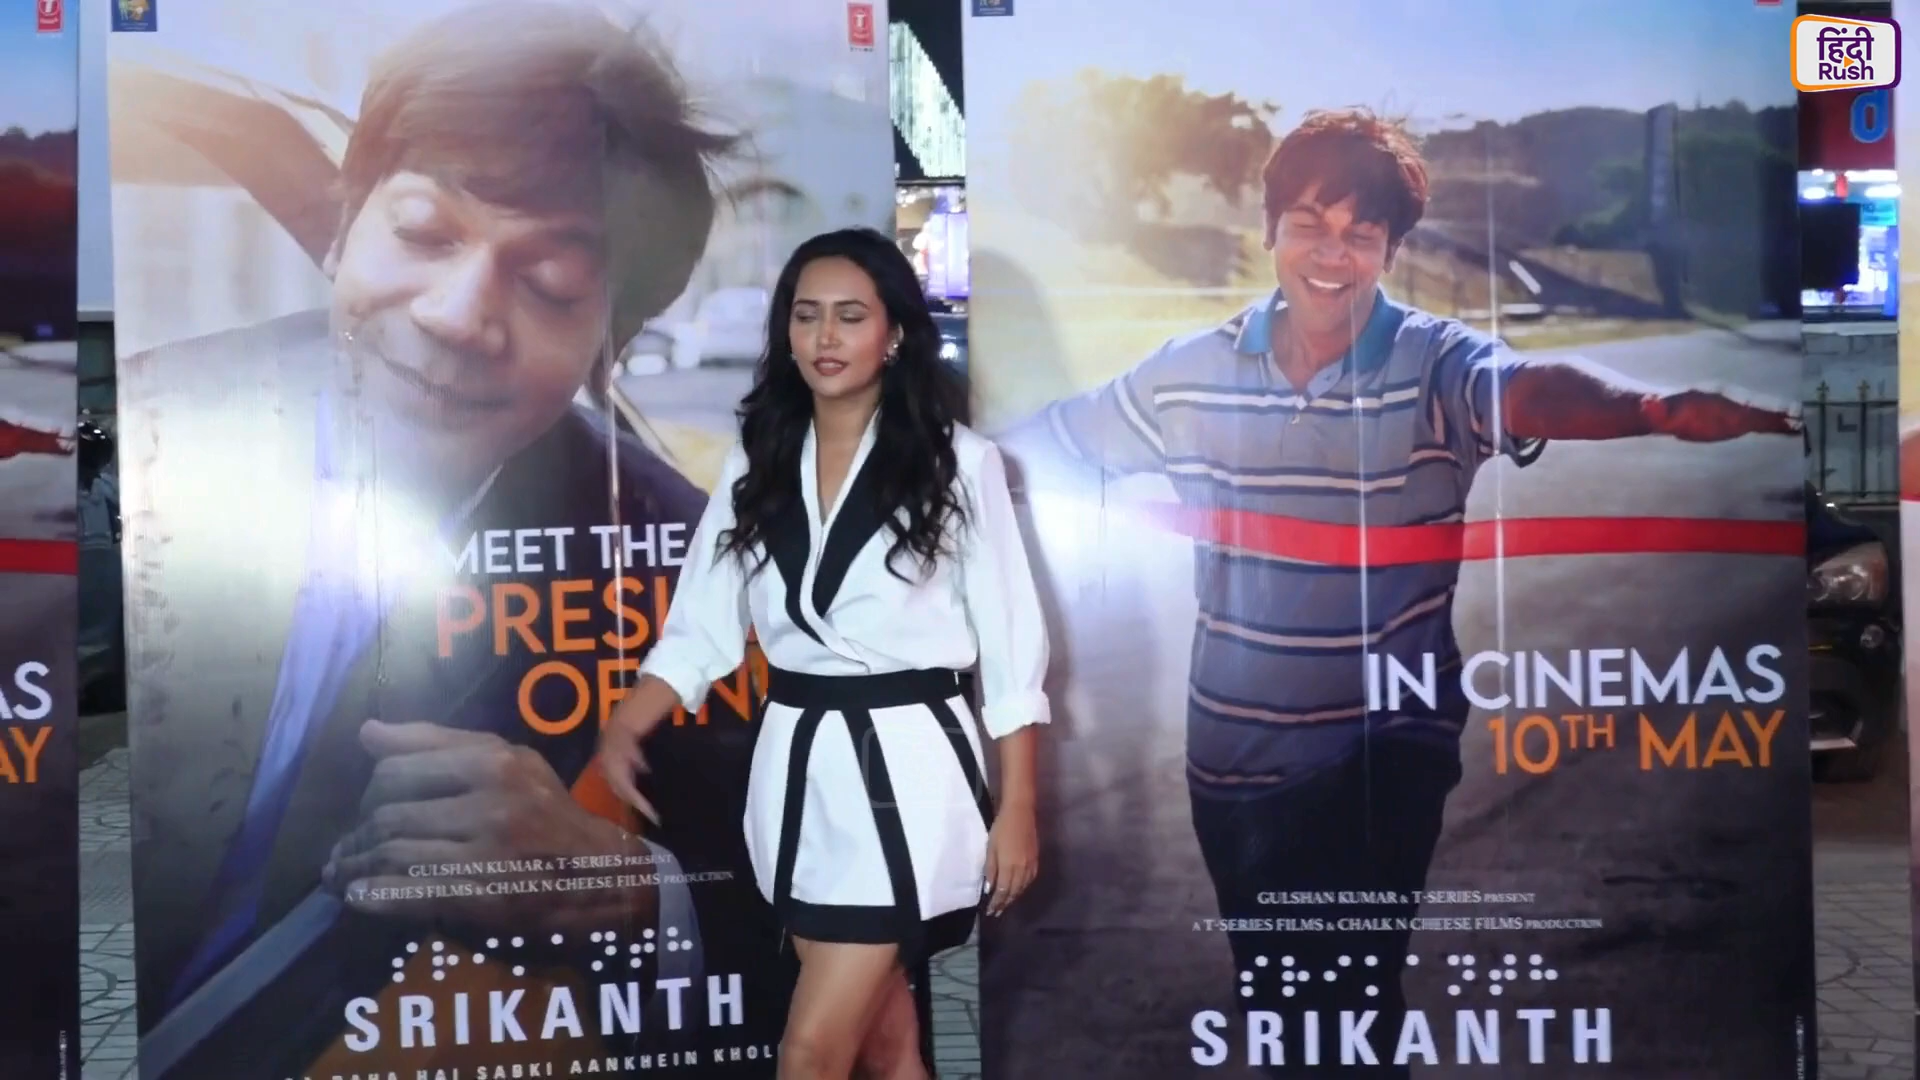 हिंदी
Rush
MEET THE
OF IN
GULSHAN KUMAR & T-SERIES PRESENT
A T-SERIES FILMS & CHALK N CHEESE FILMS PRODUCTION
⠎⠗⠊⠅⠁⠝⠞⠓
SRIKANTH
HAI SABKI AANKHEIN KHOL
IN CINEMAS
10TH MAY
GULSHAN KUMAR & T-SERIES PRESENT
A T-SERIES FILMS & CHALK N CHEESE FILMS PRODUCTION
⠎⠗⠊⠅⠁⠝⠞⠓
SRIKANTH
AS
AY